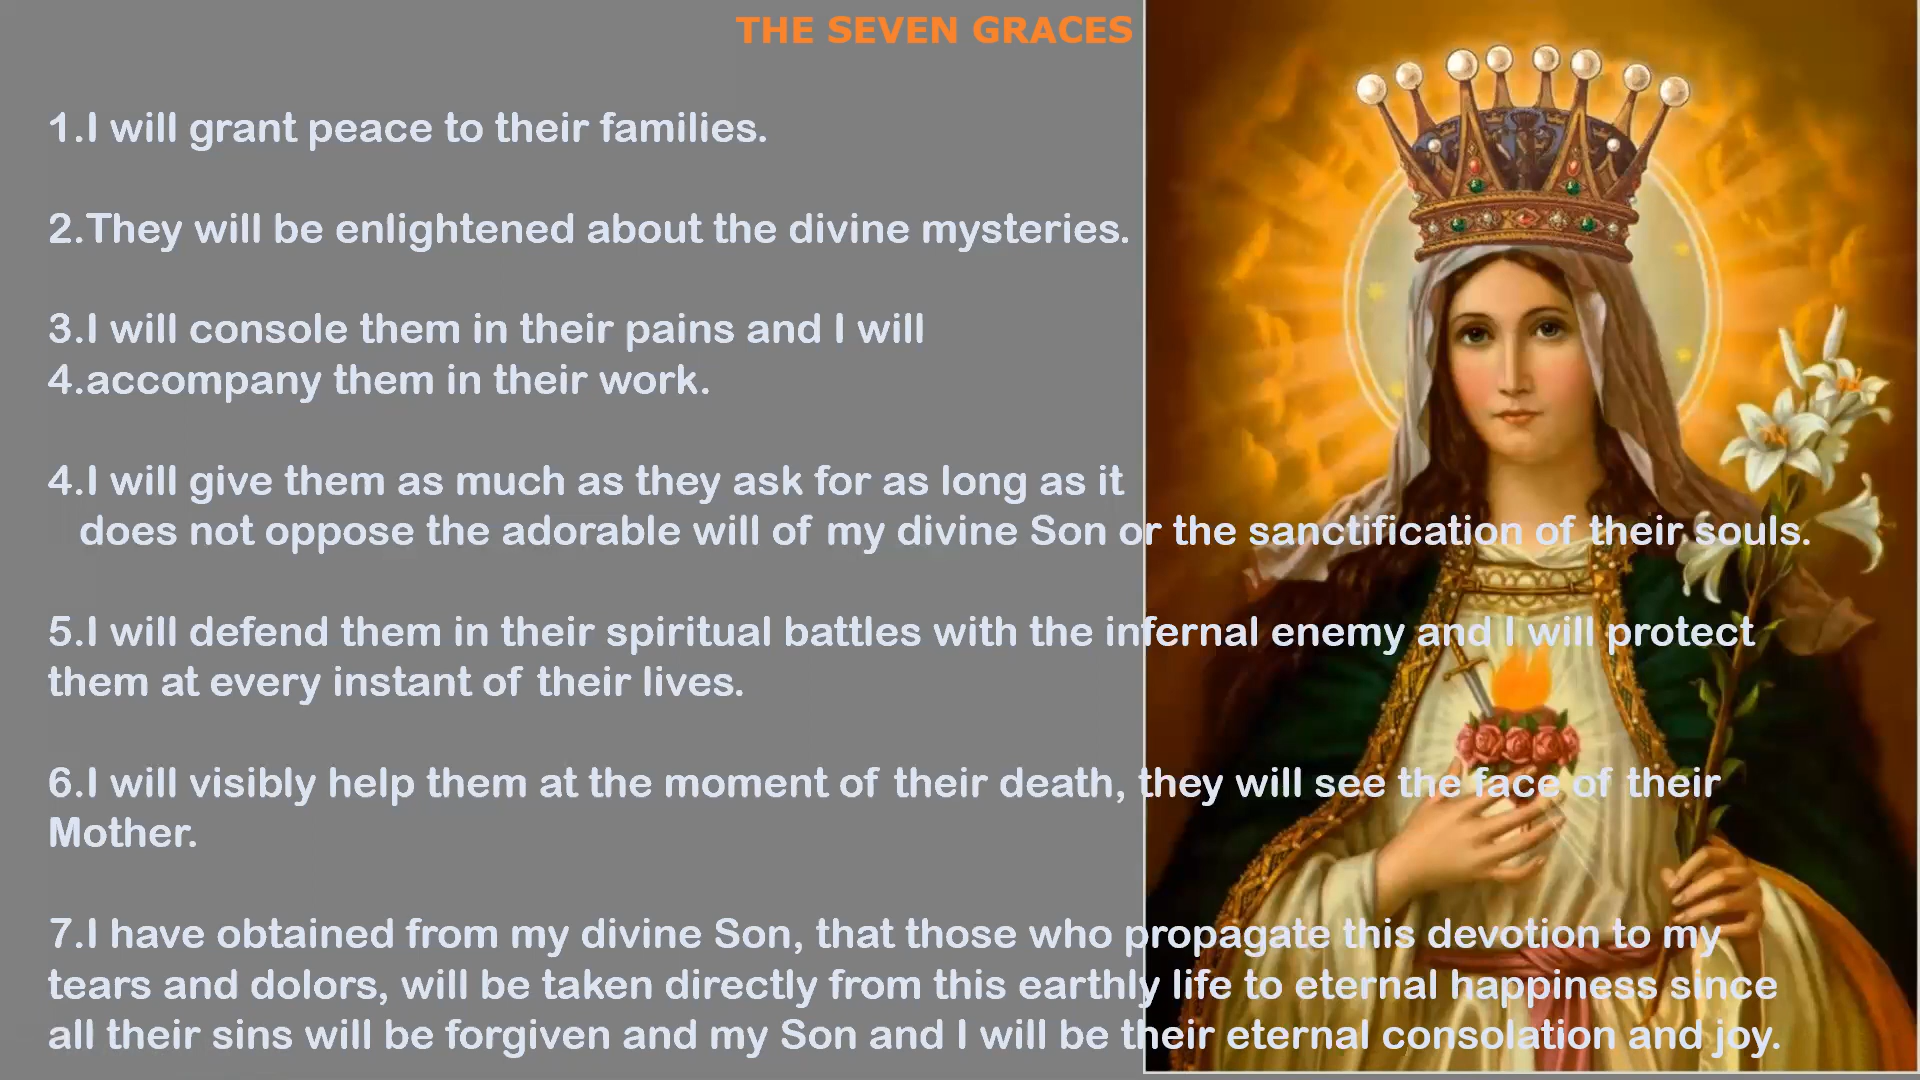 THE SEVEN GRACES
1.I will grant peace to their families.
2.They will be enlightened about the divine mysteries.
3.I will console them in their pains and I will
4.accompany them in their work.
4.I will give them as much as they ask for as long as it
does not oppose the adorable will of my divine Son or the sanctification of their souls.
5.I will defend them in their spiritual battles with the infernal enemy and I will protect
them at every instant of their lives.
6.I will visibly help them at the moment of their death, they will see the face of their
Mother.
7.I have obtained from my divine Son, that those who propagate this devotion to my
tears and dolors, will be taken directly from this earthly life to eternal happiness since
all their sins will be forgiven and my Son and I will be their eternal consolation and joy.